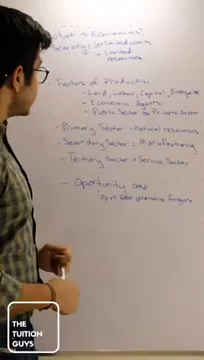 What is Economics?
Scarcity = Unlimited wants
+ Limited
resources
- Factors of Production
- Land, Labour, Capital, Enterprise
- Economic Agents
- Public Sector vs Private Sector
- Primary Sector = Natural resources
- Secondary Sector = Manufacturing
- Tertiary Sector = Service Sector
- Oportunity cost
Next best alternative forgone
THE
TUITION
GUYS